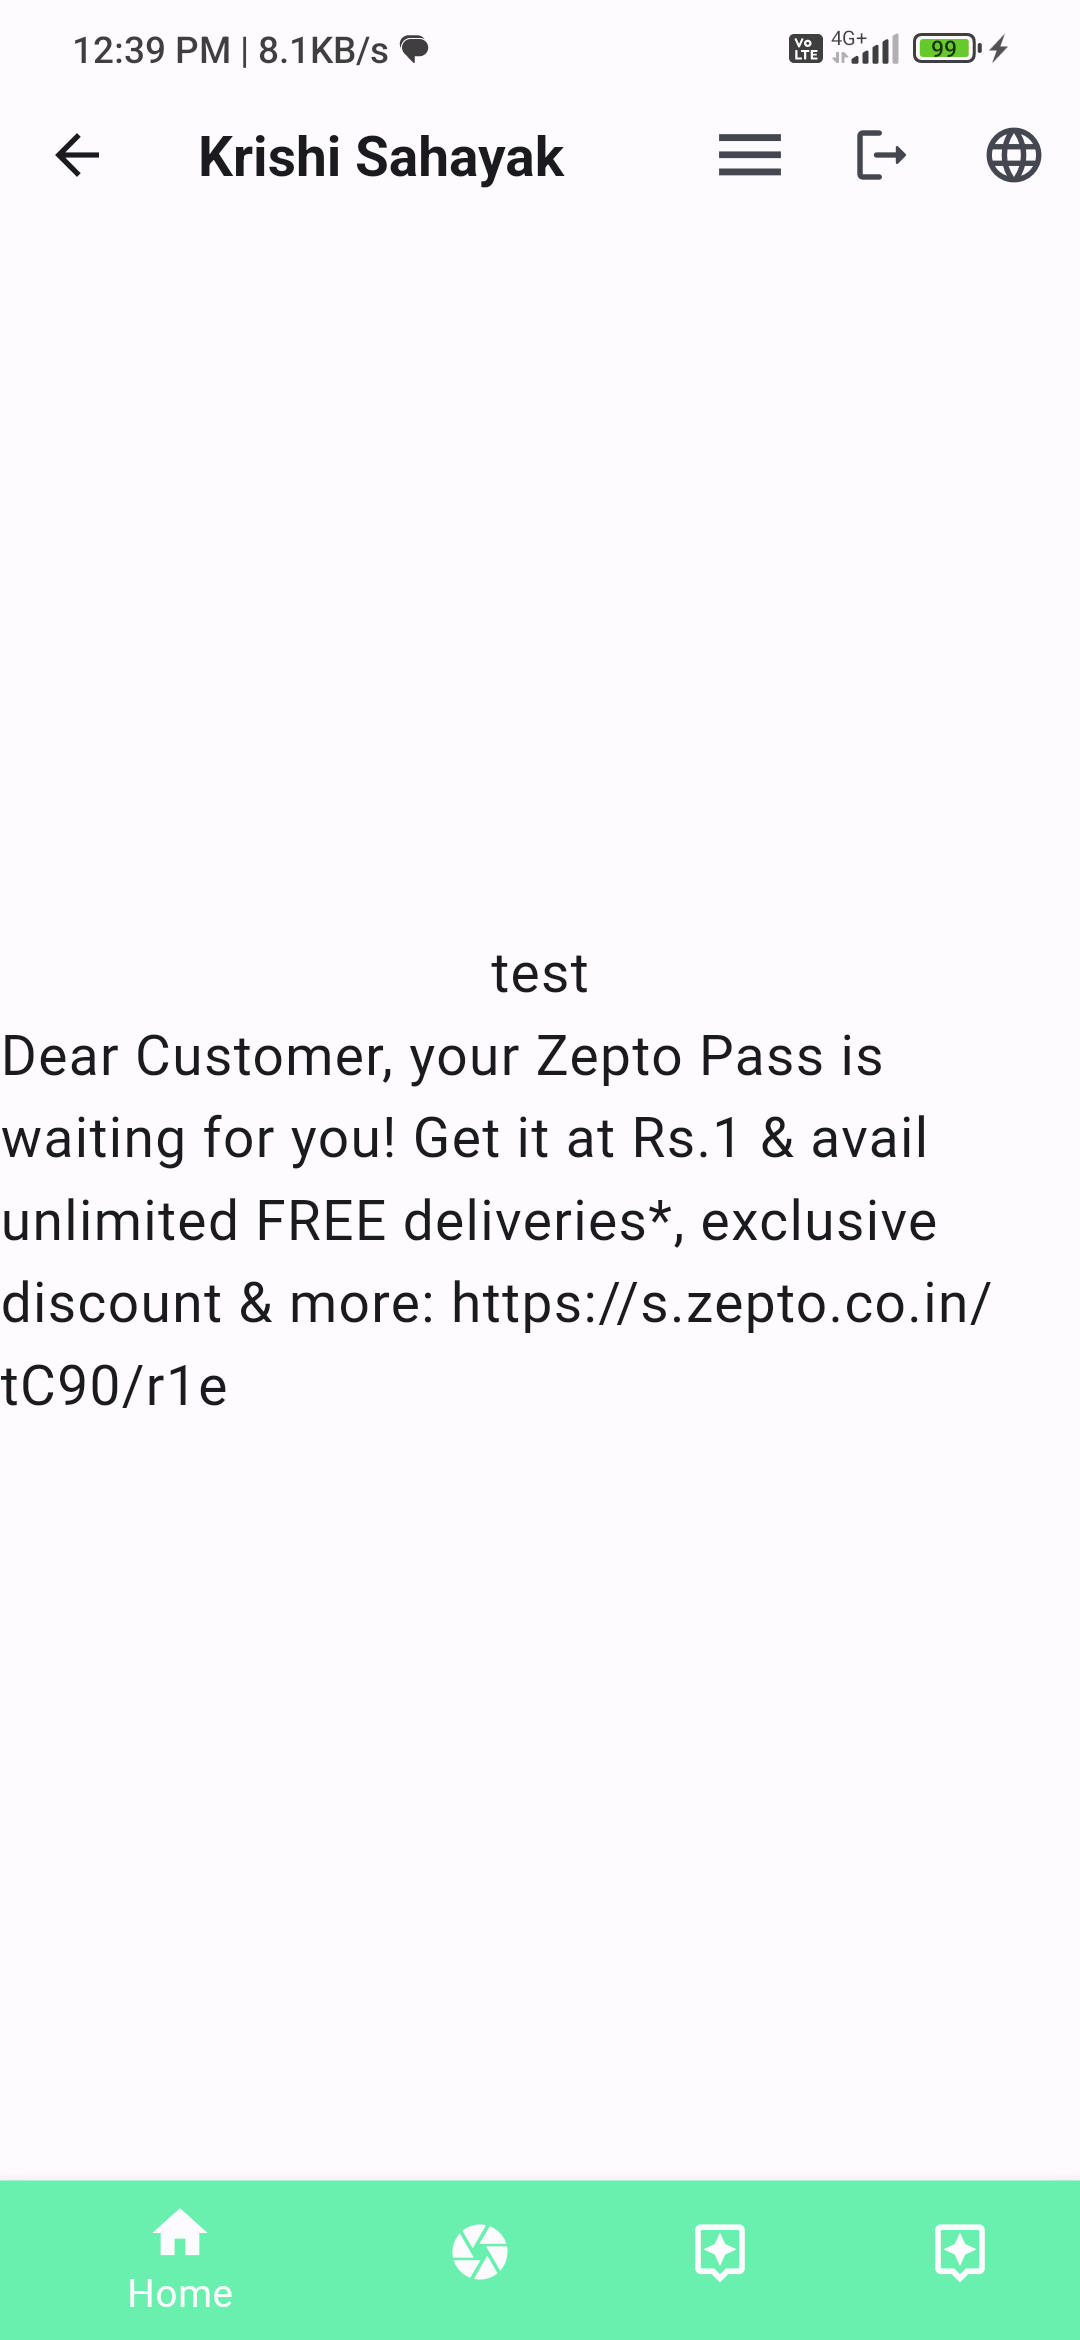 12:39 PM | 8.1KB/s
Vo LTE 4G+ 99
Krishi Sahayak
test
Dear Customer, your Zepto Pass is
waiting for you! Get it at Rs.1 & avail
unlimited FREE deliveries*, exclusive
discount & more: https://s.zepto.co.in/
tC90/r1e
Home